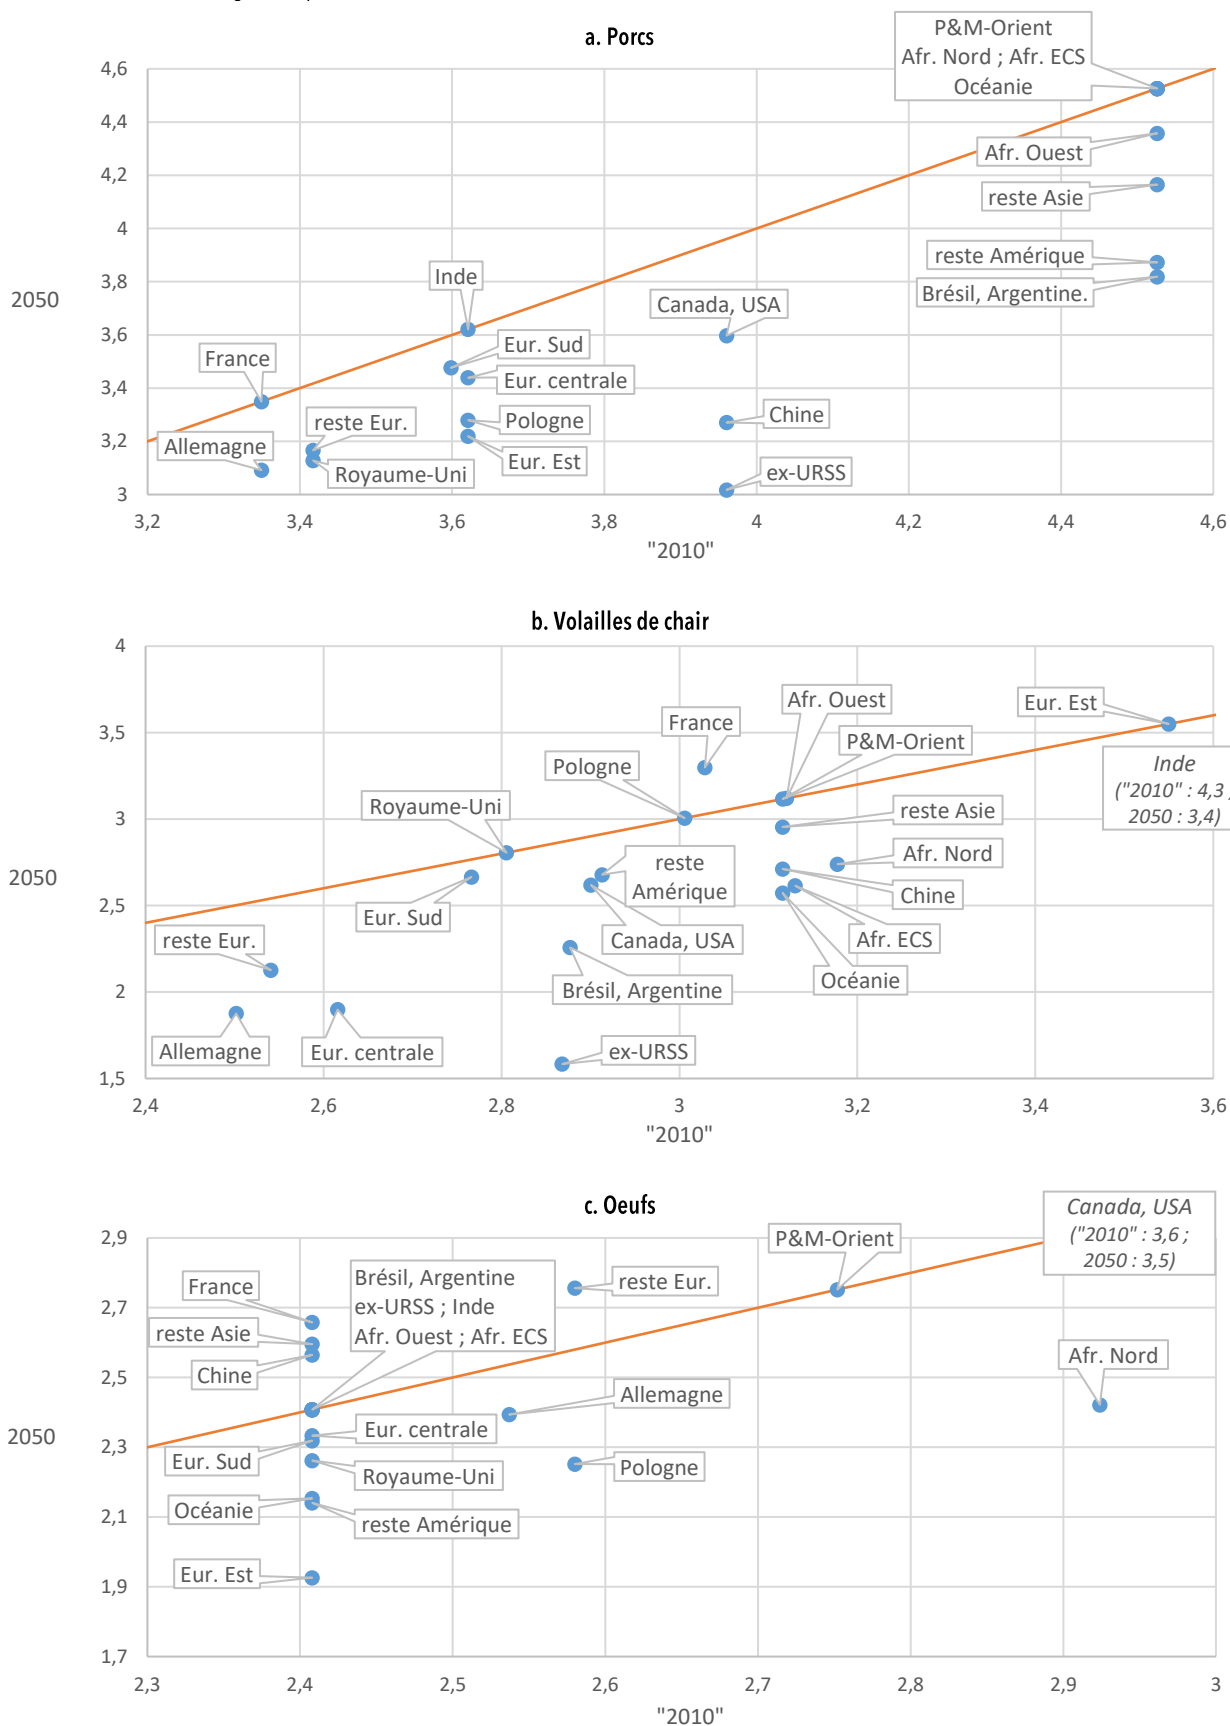 a. Porcs
P&M-Orient
Afr. Nord ; Afr. ECS
Océanie
4,6
4,4
4,2
4
3,8
3,6
3,4
3,2
3
2050
Afr. Ouest
reste Asie
reste Amérique
Brésil, Argentine.
Inde
Canada, USA
Eur. Sud
France
Eur. centrale
reste Eur.
Pologne
Chine
Allemagne
Royaume-Uni
Eur. Est
ex-URSS
3,2
3,4
3,6
3,8
4
4,2
4,4
4,6
"2010"
b. Volailles de chair
4
3,5
3
2,5
2
1,5
2050
Afr. Ouest
Eur. Est
France
P&M-Orient
Pologne
Inde
("2010" : 4,3 ;
2050 : 3,4)
Royaume-Uni
reste Asie
reste
Amérique
Afr. Nord
Chine
Eur. Sud
reste Eur.
Canada, USA
Afr. ECS
Brésil, Argentine
Océanie
Allemagne
Eur. centrale
ex-URSS
2,4
2,6
2,8
3
3,2
3,4
3,6
"2010"
c. Oeufs
Canada, USA
("2010" : 3,6 ;
2050 : 3,5)
2,9
2,7
2,5
2,3
2,1
1,9
1,7
2050
P&M-Orient
France
Brésil, Argentine
ex-URSS ; Inde
Afr. Ouest ; Afr. ECS
reste Eur.
reste Asie
Chine
Afr. Nord
Allemagne
Eur. centrale
Eur. Sud
Royaume-Uni
Pologne
Océanie
reste Amérique
Eur. Est
2,3
2,4
2,5
2,6
2,7
2,8
2,9
3
"2010"